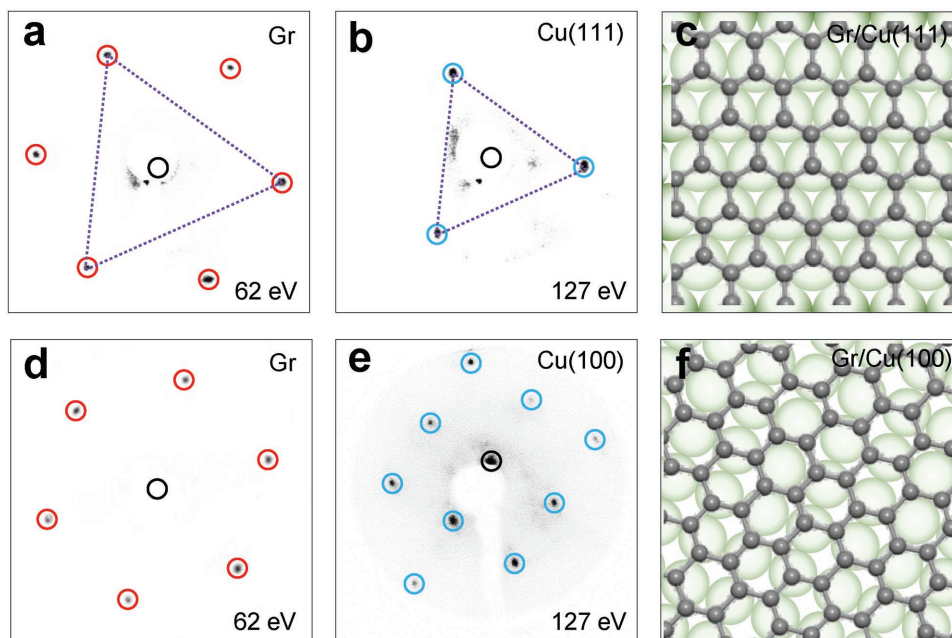 a Gr
62 eV
b Cu(111)
127 eV
c Gr/Cu(111)
d Gr
62 eV
e Cu(100)
127 eV
f Gr/Cu(100)